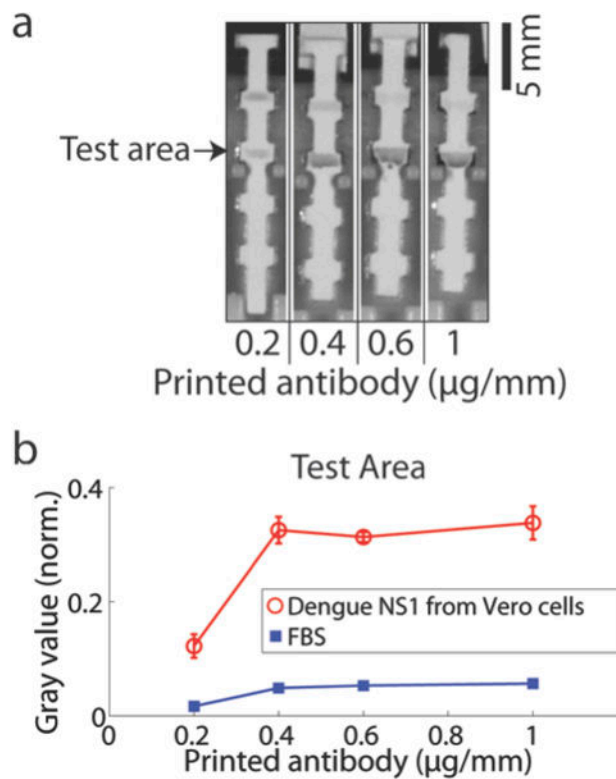 a
5 mm
Test area
0.2 0.4 0.6 1
Printed antibody (µg/mm)
b
Test Area
Gray value (norm.)
0.4
0.2
0
Dengue NS1 from Vero cells
FBS
0 0.2 0.4 0.6 0.8 1
Printed antibody (µg/mm)